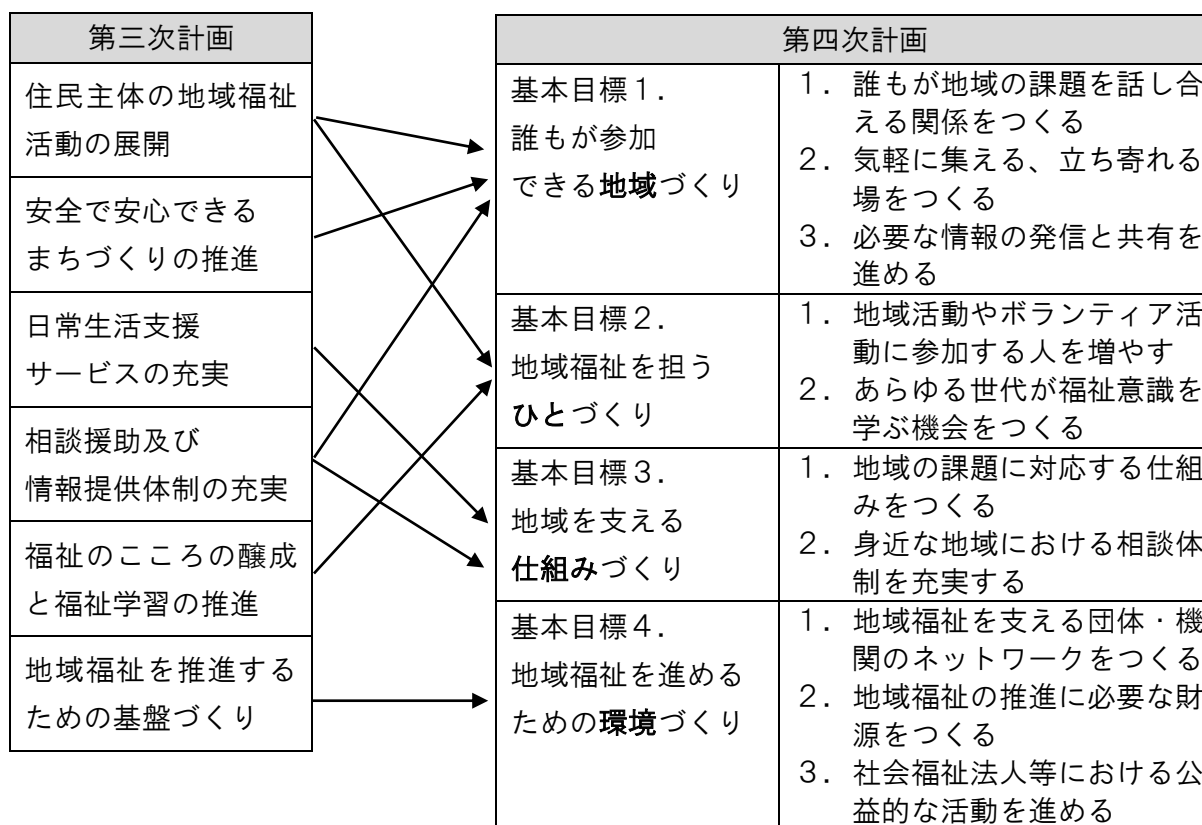 第三次計画
住民主体の地域福祉
活動の展開
安全で安心できる
まちづくりの推進
日常生活支援
サービスの充実
相談援助及び
情報提供体制の充実
福祉のこころの醸成
と福祉学習の推進
地域福祉を推進する
ための基盤づくり
第四次計画
基本目標１．
誰もが参加
できる地域づくり
１．誰もが地域の課題を話し合
える関係をつくる
２．気軽に集える、立ち寄れる
場をつくる
３．必要な情報の発信と共有を
進める
基本目標２．
地域福祉を担う
ひとづくり
１．地域活動やボランティア活
動に参加する人を増やす
２．あらゆる世代が福祉意識を
学ぶ機会をつくる
基本目標３．
地域を支える
仕組みづくり
１．地域の課題に対応する仕組
みをつくる
２．身近な地域における相談体
制を充実する
基本目標４．
地域福祉を進める
ための環境づくり
１．地域福祉を支える団体・機
関のネットワークをつくる
２．地域福祉の推進に必要な財
源をつくる
３．社会福祉法人等における公
益的な活動を進める